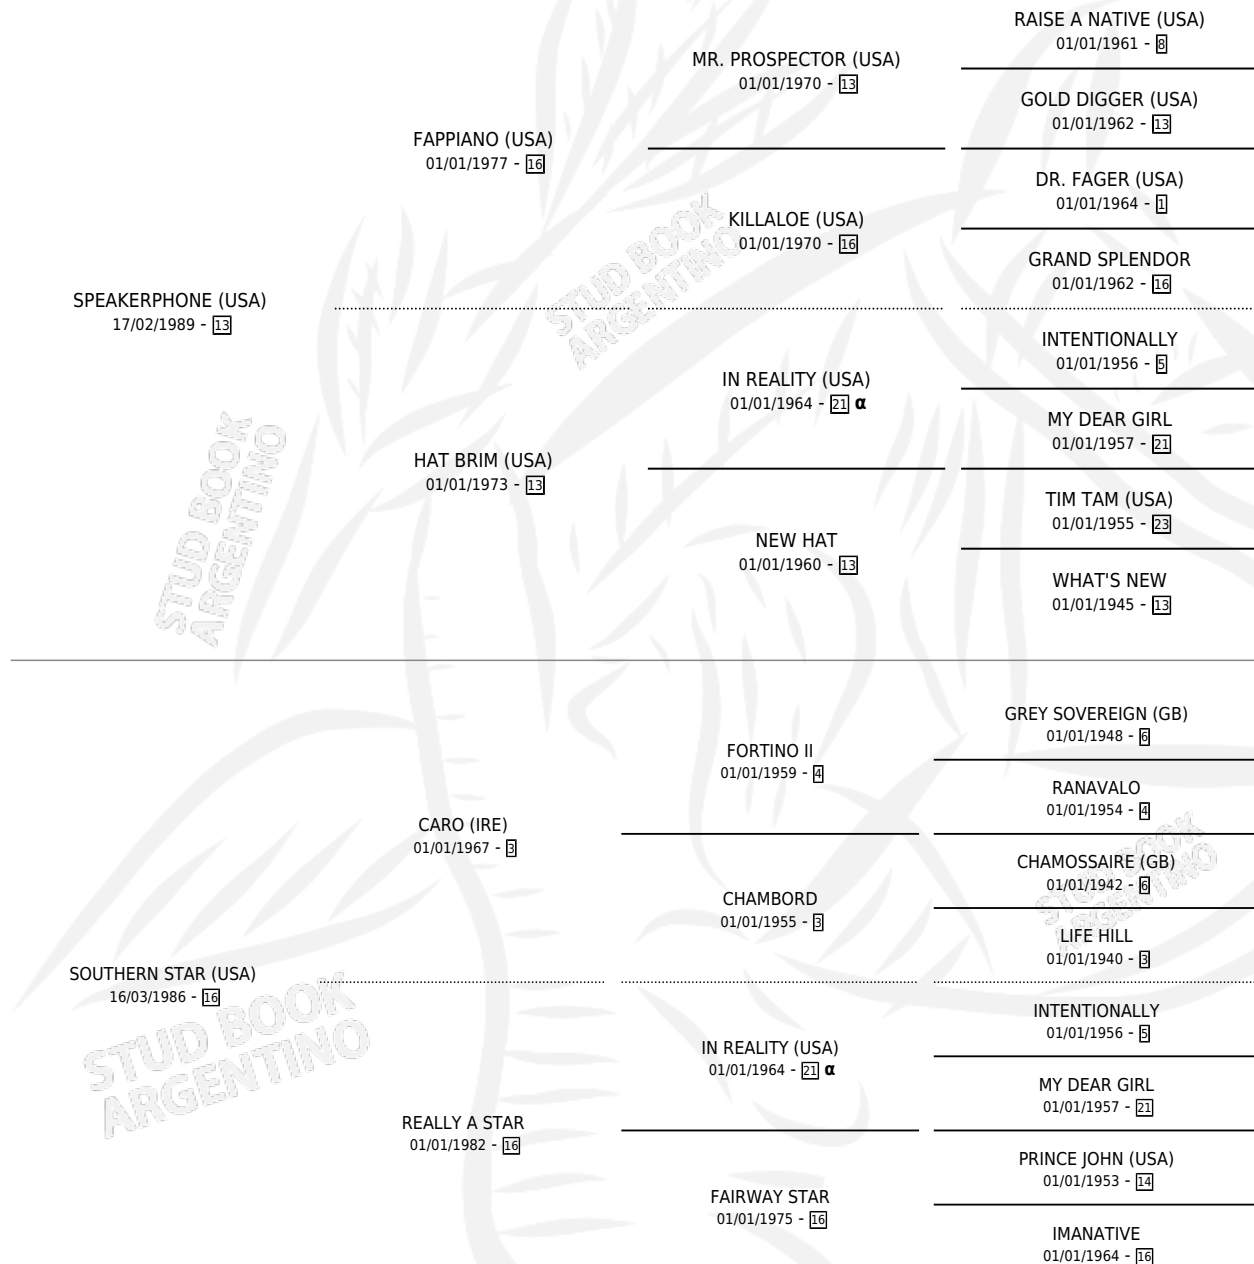 RAISE A NATIVE (USA)
01/01/1961 - 8
MR. PROSPECTOR (USA)
01/01/1970 - 13
GOLD DIGGER (USA)
01/01/1962 - 13
FAPPIANO (USA)
01/01/1977 - 16
DR. FAGER (USA)
01/01/1964 - 1
KILLALOE (USA)
01/01/1970 - 16
GRAND SPLENDOR
01/01/1962 - 16
SPEAKERPHONE (USA)
17/02/1989 - 13
INTENTIONALLY
01/01/1956 - 5
IN REALITY (USA)
01/01/1964 - 21 α
MY DEAR GIRL
01/01/1957 - 21
HAT BRIM (USA)
01/01/1973 - 13
TIM TAM (USA)
01/01/1955 - 23
NEW HAT
01/01/1960 - 13
WHAT'S NEW
01/01/1945 - 13
GREY SOVEREIGN (GB)
01/01/1948 - 6
FORTINO II
01/01/1959 - 4
RANAVALO
01/01/1954 - 4
CARO (IRE)
01/01/1967 - 3
CHAMOSSAIRE (GB)
01/01/1942 - 6
CHAMBORD
01/01/1955 - 3
LIFE HILL
01/01/1940 - 3
SOUTHERN STAR (USA)
16/03/1986 - 16
INTENTIONALLY
01/01/1956 - 5
IN REALITY (USA)
01/01/1964 - 21 α
MY DEAR GIRL
01/01/1957 - 21
REALLY A STAR
01/01/1982 - 16
PRINCE JOHN (USA)
01/01/1953 - 14
FAIRWAY STAR
01/01/1975 - 16
IMANATIVE
01/01/1964 - 16
STUD BOOK
ARGENTINO
STUD BOOK
ARGENTINO
STUD BOOK
ARGENTINO
STUD BOOK
ARGENTINO